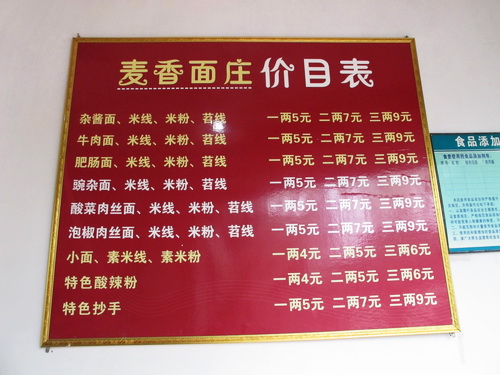 麦香面庄价目表
杂酱面、米线、米粉、苕线 一两5元 二两7元 三两9元
牛肉面、米线、米粉、苕线 一两5元 二两7元 三两9元
肥肠面、米线、米粉、苕线 一两5元 二两7元 三两9元
豌杂面、米线、米粉、苕线 一两5元 二两7元 三两9元
酸菜肉丝面、米线、米粉、苕线 一两5元 二两7元 三两9元
泡椒肉丝面、米线、米粉、苕线 一两5元 二两7元 三两9元
小面、素米线、素米粉 一两4元 二两5元 三两6元
特色酸辣粉 一两4元 二两5元 三两6元
特色抄手 一两5元 二两7元 三两9元
食品添加